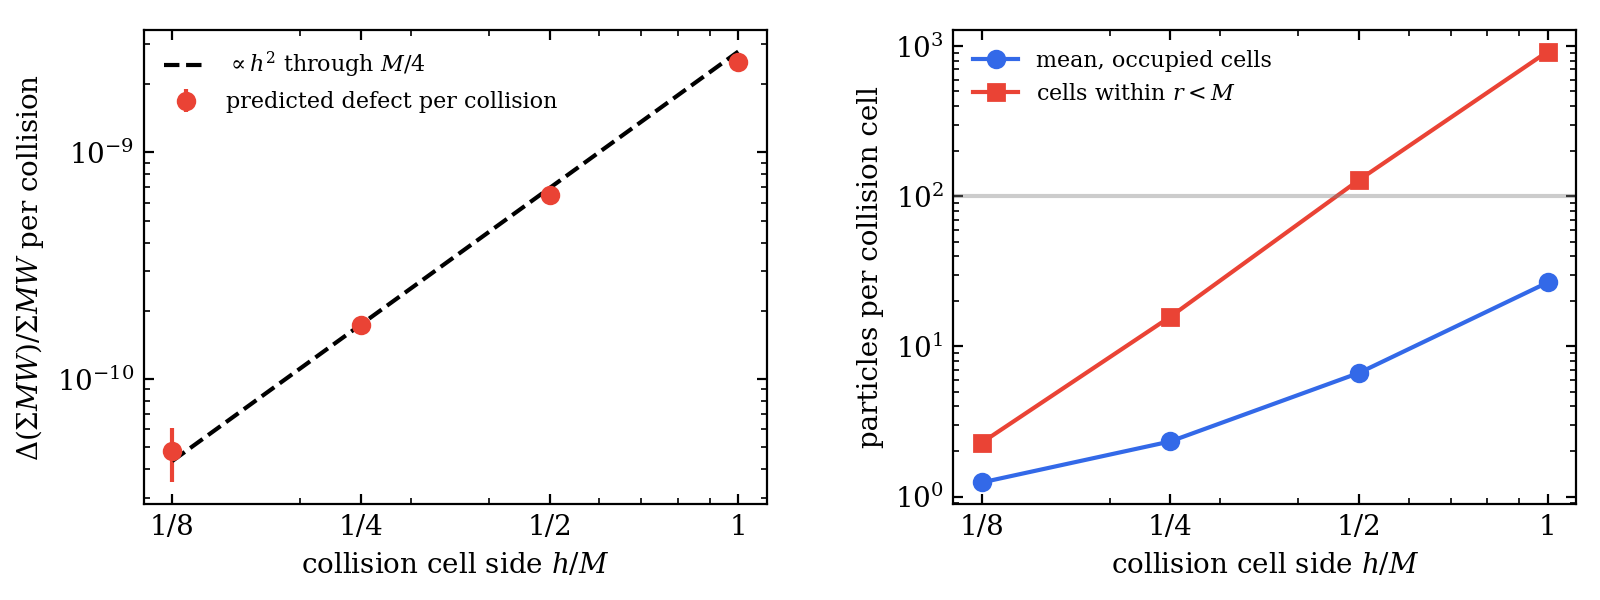 ∝ h² through M/4
predicted defect per collision
Δ(ΣMW)/ΣMW per collision
10⁻⁹
10⁻¹⁰
1/8
1/4
1/2
1
collision cell side h/M
mean, occupied cells
cells within r < M
particles per collision cell
10³
10²
10¹
10⁰
1/8
1/4
1/2
1
collision cell side h/M